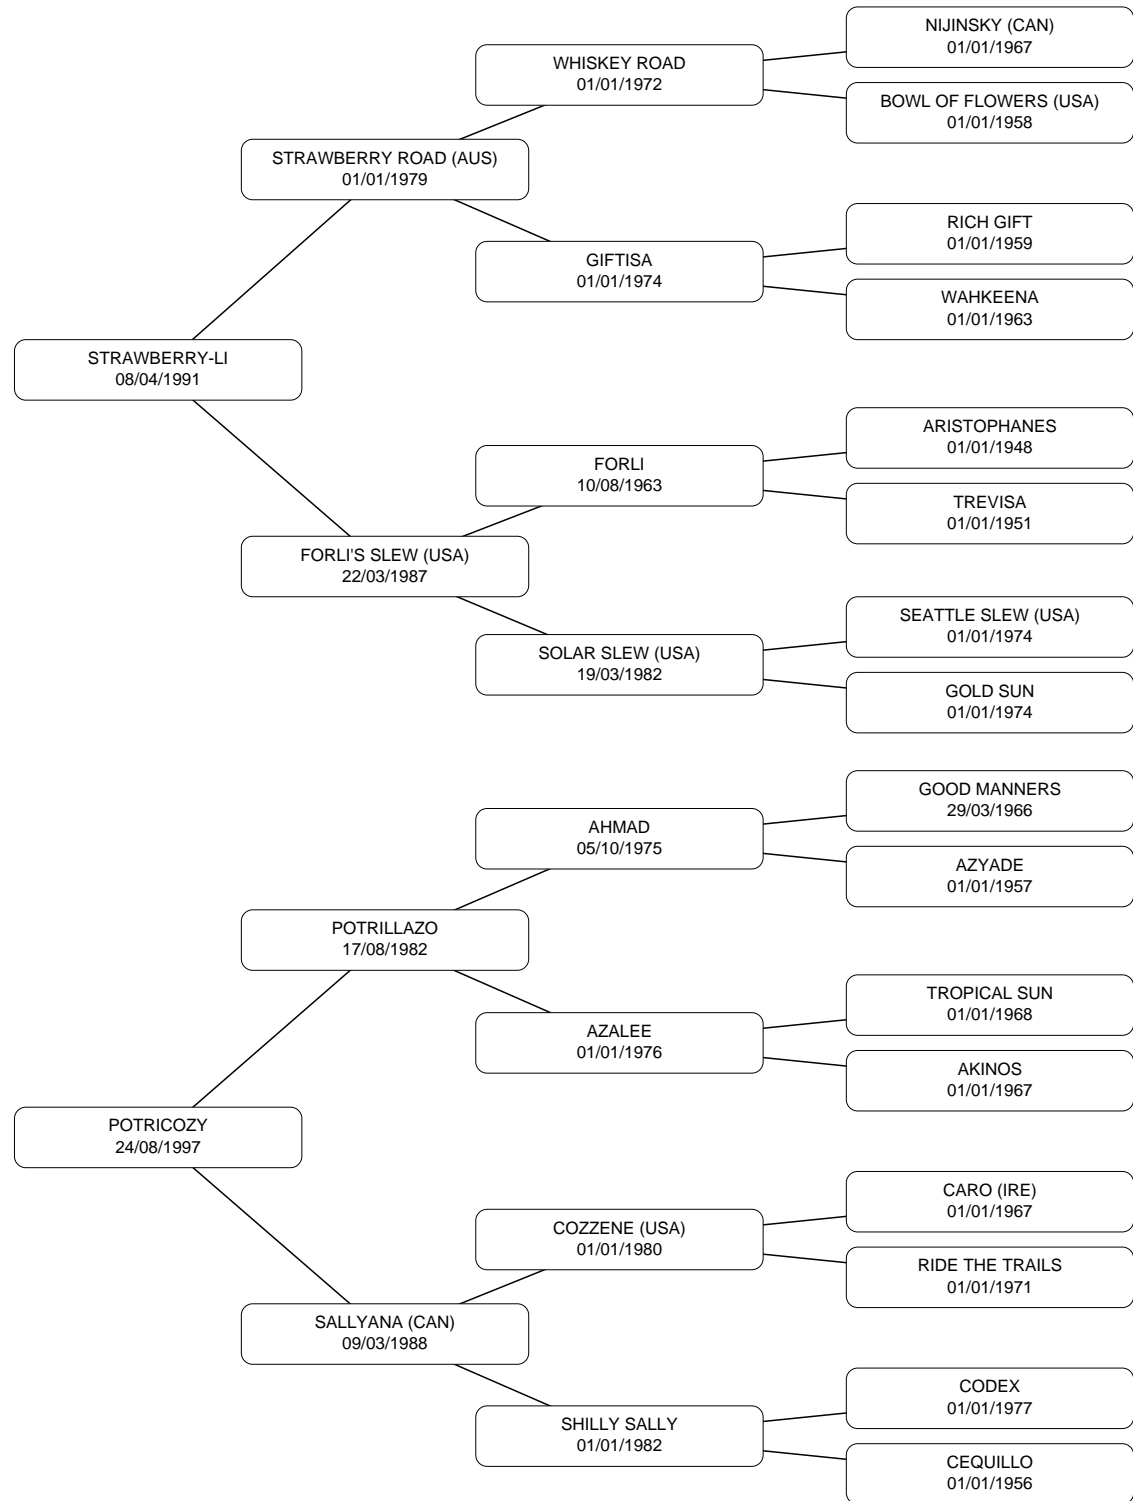 NIJINSKY (CAN)
01/01/1967
WHISKEY ROAD
01/01/1972
BOWL OF FLOWERS (USA)
01/01/1958
STRAWBERRY ROAD (AUS)
01/01/1979
RICH GIFT
01/01/1959
GIFTISA
01/01/1974
WAHKEENA
01/01/1963
STRAWBERRY-LI
08/04/1991
ARISTOPHANES
01/01/1948
FORLI
10/08/1963
TREVISA
01/01/1951
FORLI'S SLEW (USA)
22/03/1987
SEATTLE SLEW (USA)
01/01/1974
SOLAR SLEW (USA)
19/03/1982
GOLD SUN
01/01/1974
GOOD MANNERS
29/03/1966
AHMAD
05/10/1975
AZYADE
01/01/1957
POTRILLAZO
17/08/1982
TROPICAL SUN
01/01/1968
AZALEE
01/01/1976
AKINOS
01/01/1967
POTRICOZY
24/08/1997
CARO (IRE)
01/01/1967
COZZENE (USA)
01/01/1980
RIDE THE TRAILS
01/01/1971
SALLYANA (CAN)
09/03/1988
CODEX
01/01/1977
SHILLY SALLY
01/01/1982
CEQUILLO
01/01/1956